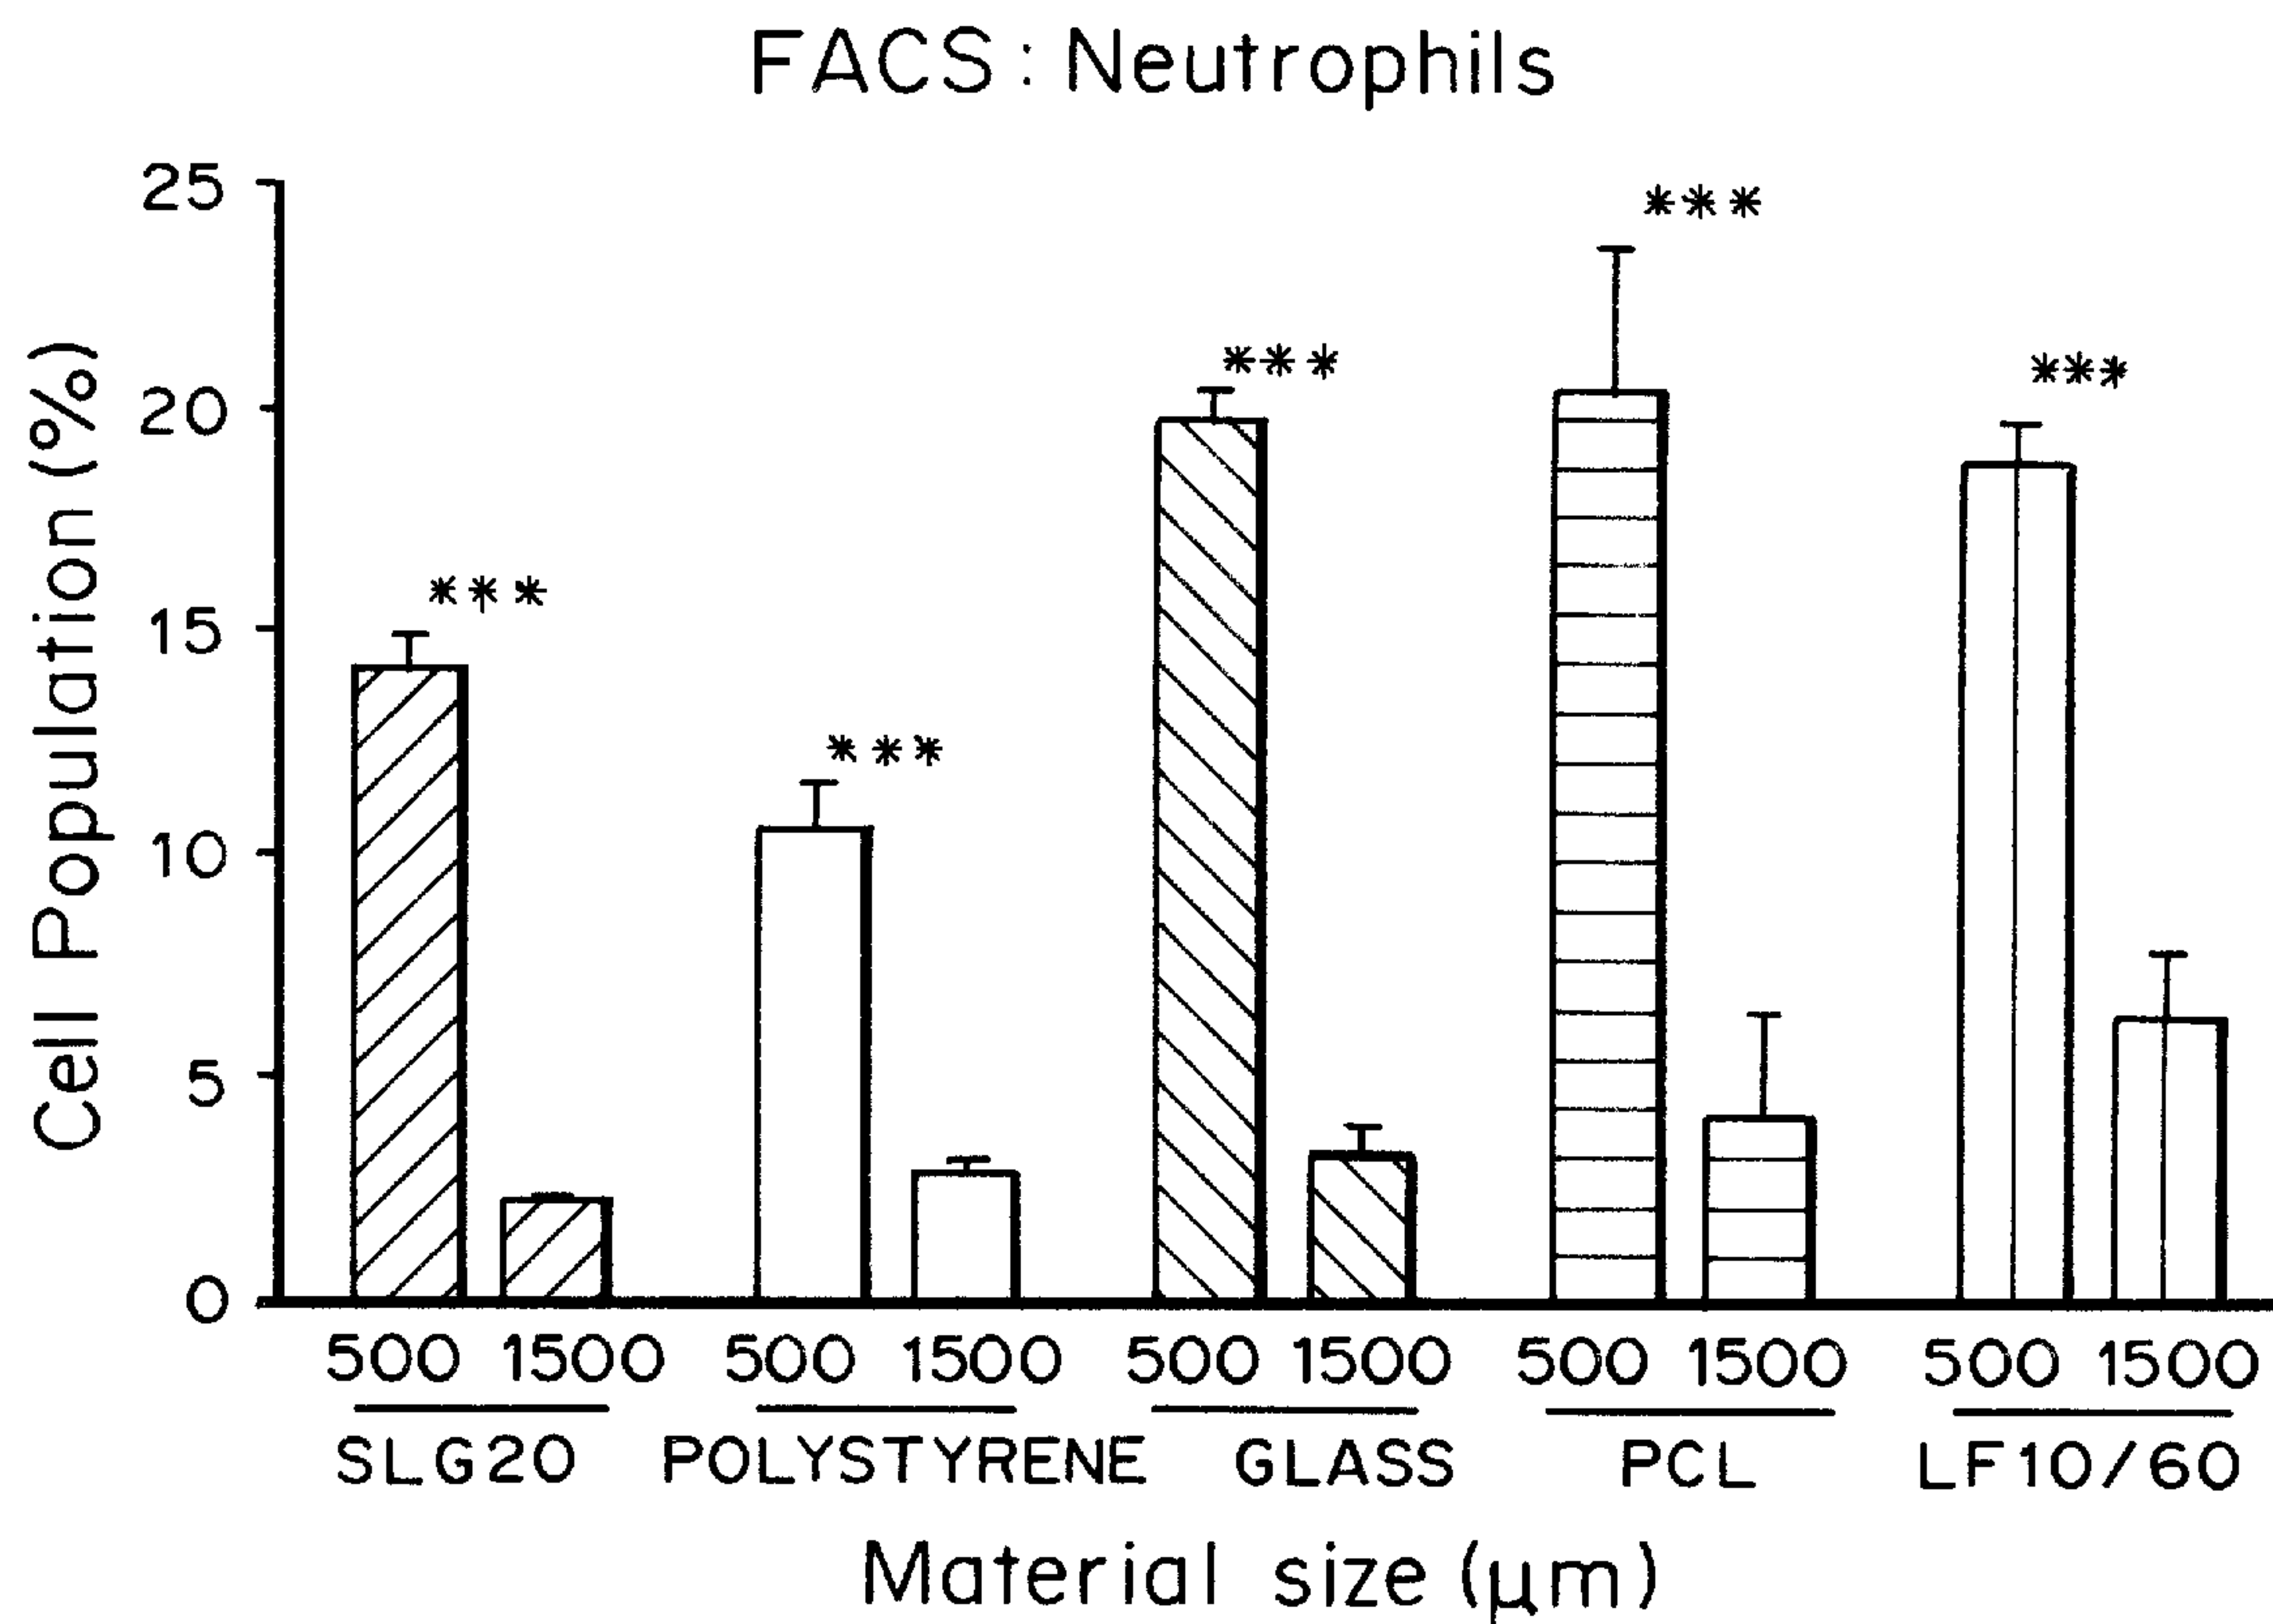 FACS: Neutrophils
Cell Population (%)
25
20
15
10
5
0
***
***
***
***
***
500 1500 500 1500 500 1500 500 1500 500 1500
SLG20 POLYSTYRENE GLASS PCL LF10/60
Material size (μm)